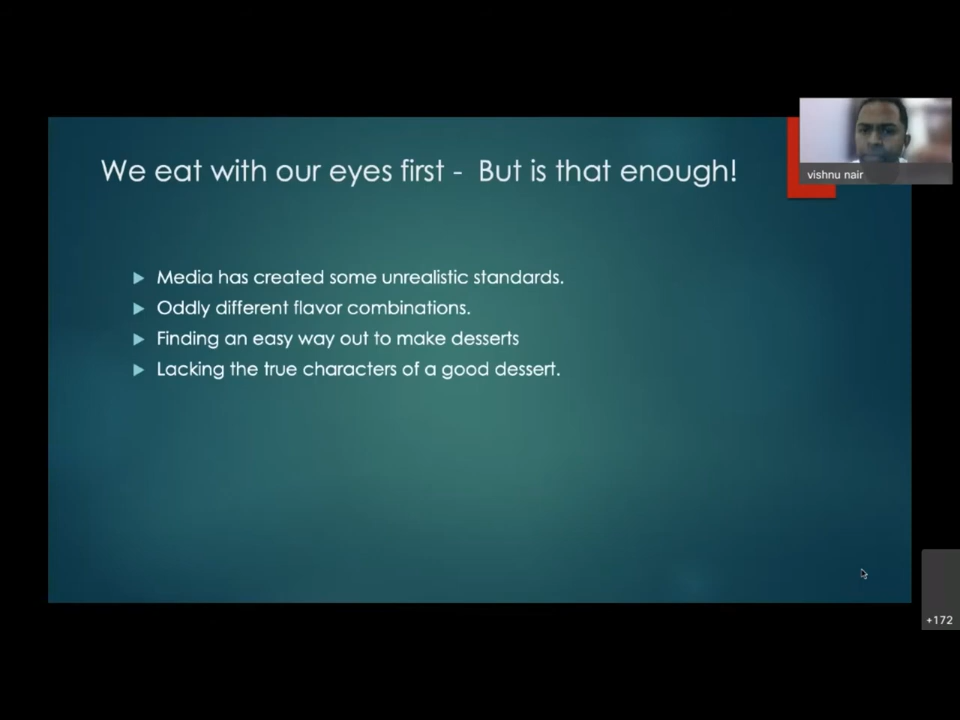 We eat with our eyes first -  But is that enough!
vishnu nair
Media has created some unrealistic standards.
Oddly different flavor combinations.
Finding an easy way out to make desserts
Lacking the true characters of a good dessert.
+172